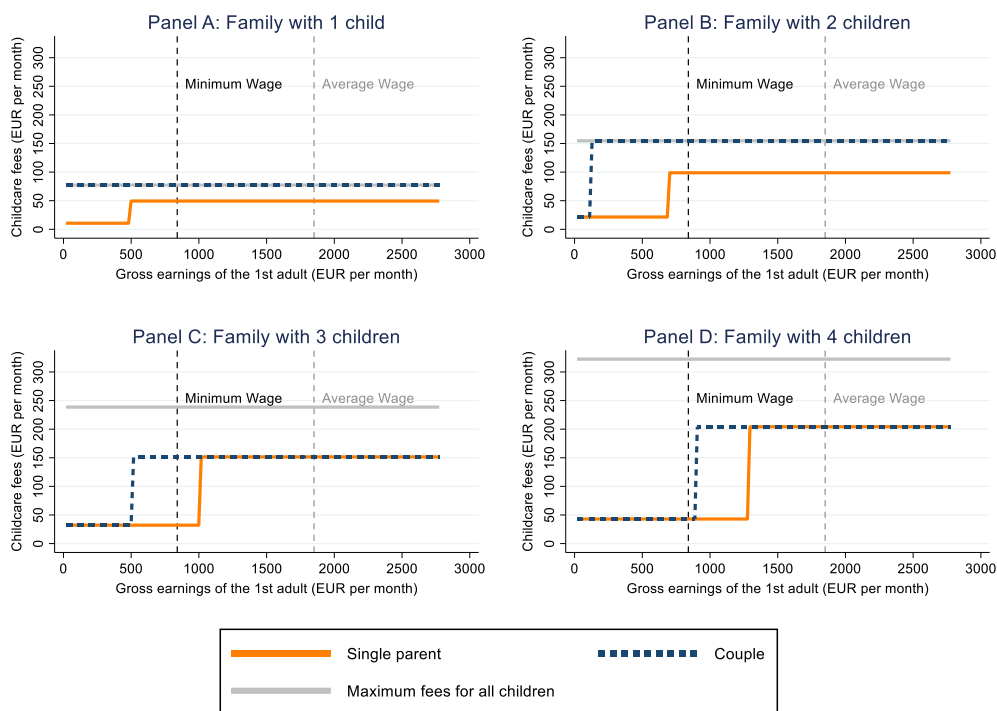 Panel A: Family with 1 child
Childcare fees (EUR per month)
0 50 100 150 200 250 300
Minimum Wage
Average Wage
0 500 1000 1500 2000 2500 3000
Gross earnings of the 1st adult (EUR per month)
Panel B: Family with 2 children
Childcare fees (EUR per month)
0 50 100 150 200 250 300
Minimum Wage
Average Wage
0 500 1000 1500 2000 2500 3000
Gross earnings of the 1st adult (EUR per month)
Panel C: Family with 3 children
Childcare fees (EUR per month)
0 50 100 150 200 250 300
Minimum Wage
Average Wage
0 500 1000 1500 2000 2500 3000
Gross earnings of the 1st adult (EUR per month)
Panel D: Family with 4 children
Childcare fees (EUR per month)
0 50 100 150 200 250 300
Minimum Wage
Average Wage
0 500 1000 1500 2000 2500 3000
Gross earnings of the 1st adult (EUR per month)
Single parent
Couple
Maximum fees for all children